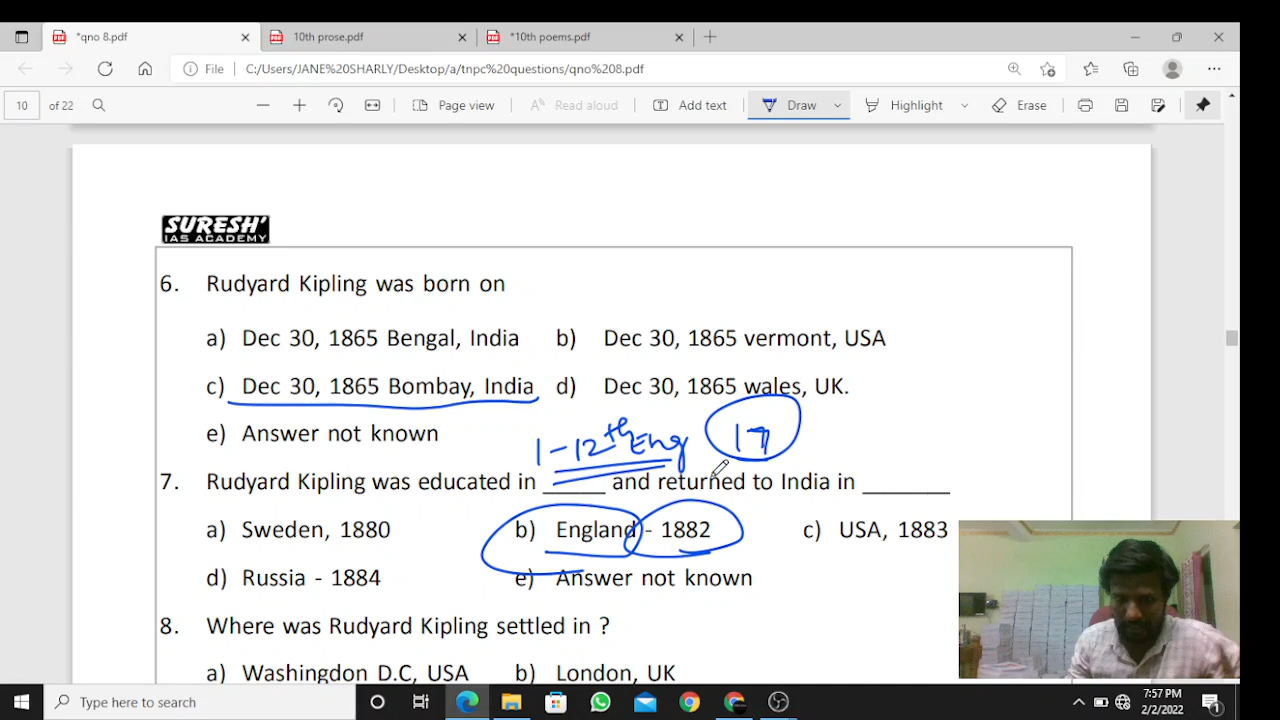 *qno 8.pdf
10th prose.pdf
*10th poems.pdf
File
C:/Users/JANE%20SHARLY/Desktop/a/tnpc%20questions/qno%208.pdf
10 of 22
Page view
Read aloud
Add text
Draw
Highlight
Erase
SURESH'
IAS ACADEMY
6. Rudyard Kipling was born on
a) Dec 30, 1865 Bengal, India b) Dec 30, 1865 vermont, USA
c) Dec 30, 1865 Bombay, India d) Dec 30, 1865 wales, UK.
e) Answer not known
1-12th Eng 17
7. Rudyard Kipling was educated in _____ and returned to India in _______
a) Sweden, 1880 b) England - 1882 c) USA, 1883
d) Russia - 1884 e) Answer not known
8. Where was Rudyard Kipling settled in ?
a) Washingdon D.C, USA b) London, UK
Type here to search
7:57 PM
2/2/2022
1